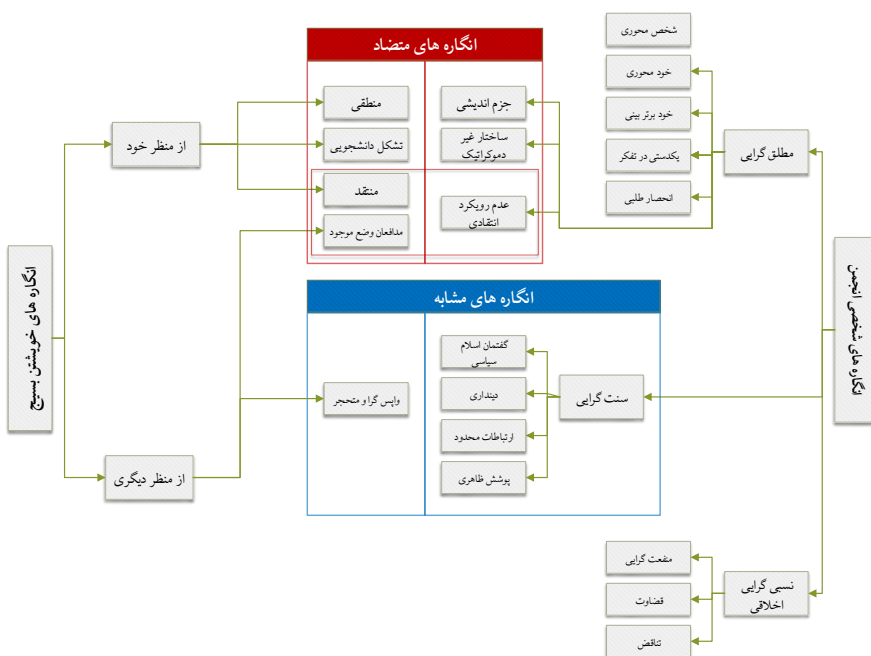 شخص محوری
خود محوری
خود برتر بینی
یکدستی در تفکر
انحصار طلبی
مطلق گرایی
انگاره های متضاد
جزم اندیشی
منطقی
ساختار غیر
دموکراتیک
تشکل دانشجویی
عدم رویکرد
انتقادی
منتقد
مدافعان وضع موجود
از منظر خود
انگاره های شخصی انجمن
انگاره های خویشتن بسیج
انگاره های مشابه
گفتمان اسلام
سیاسی
دینداری
ارتباطات محدود
پوشش ظاهری
سنت گرایی
واپس گرا و متحجر
از منظر دیگری
نسبی گرایی
اخلاقی
منفعت گرایی
قضاوت
تناقض